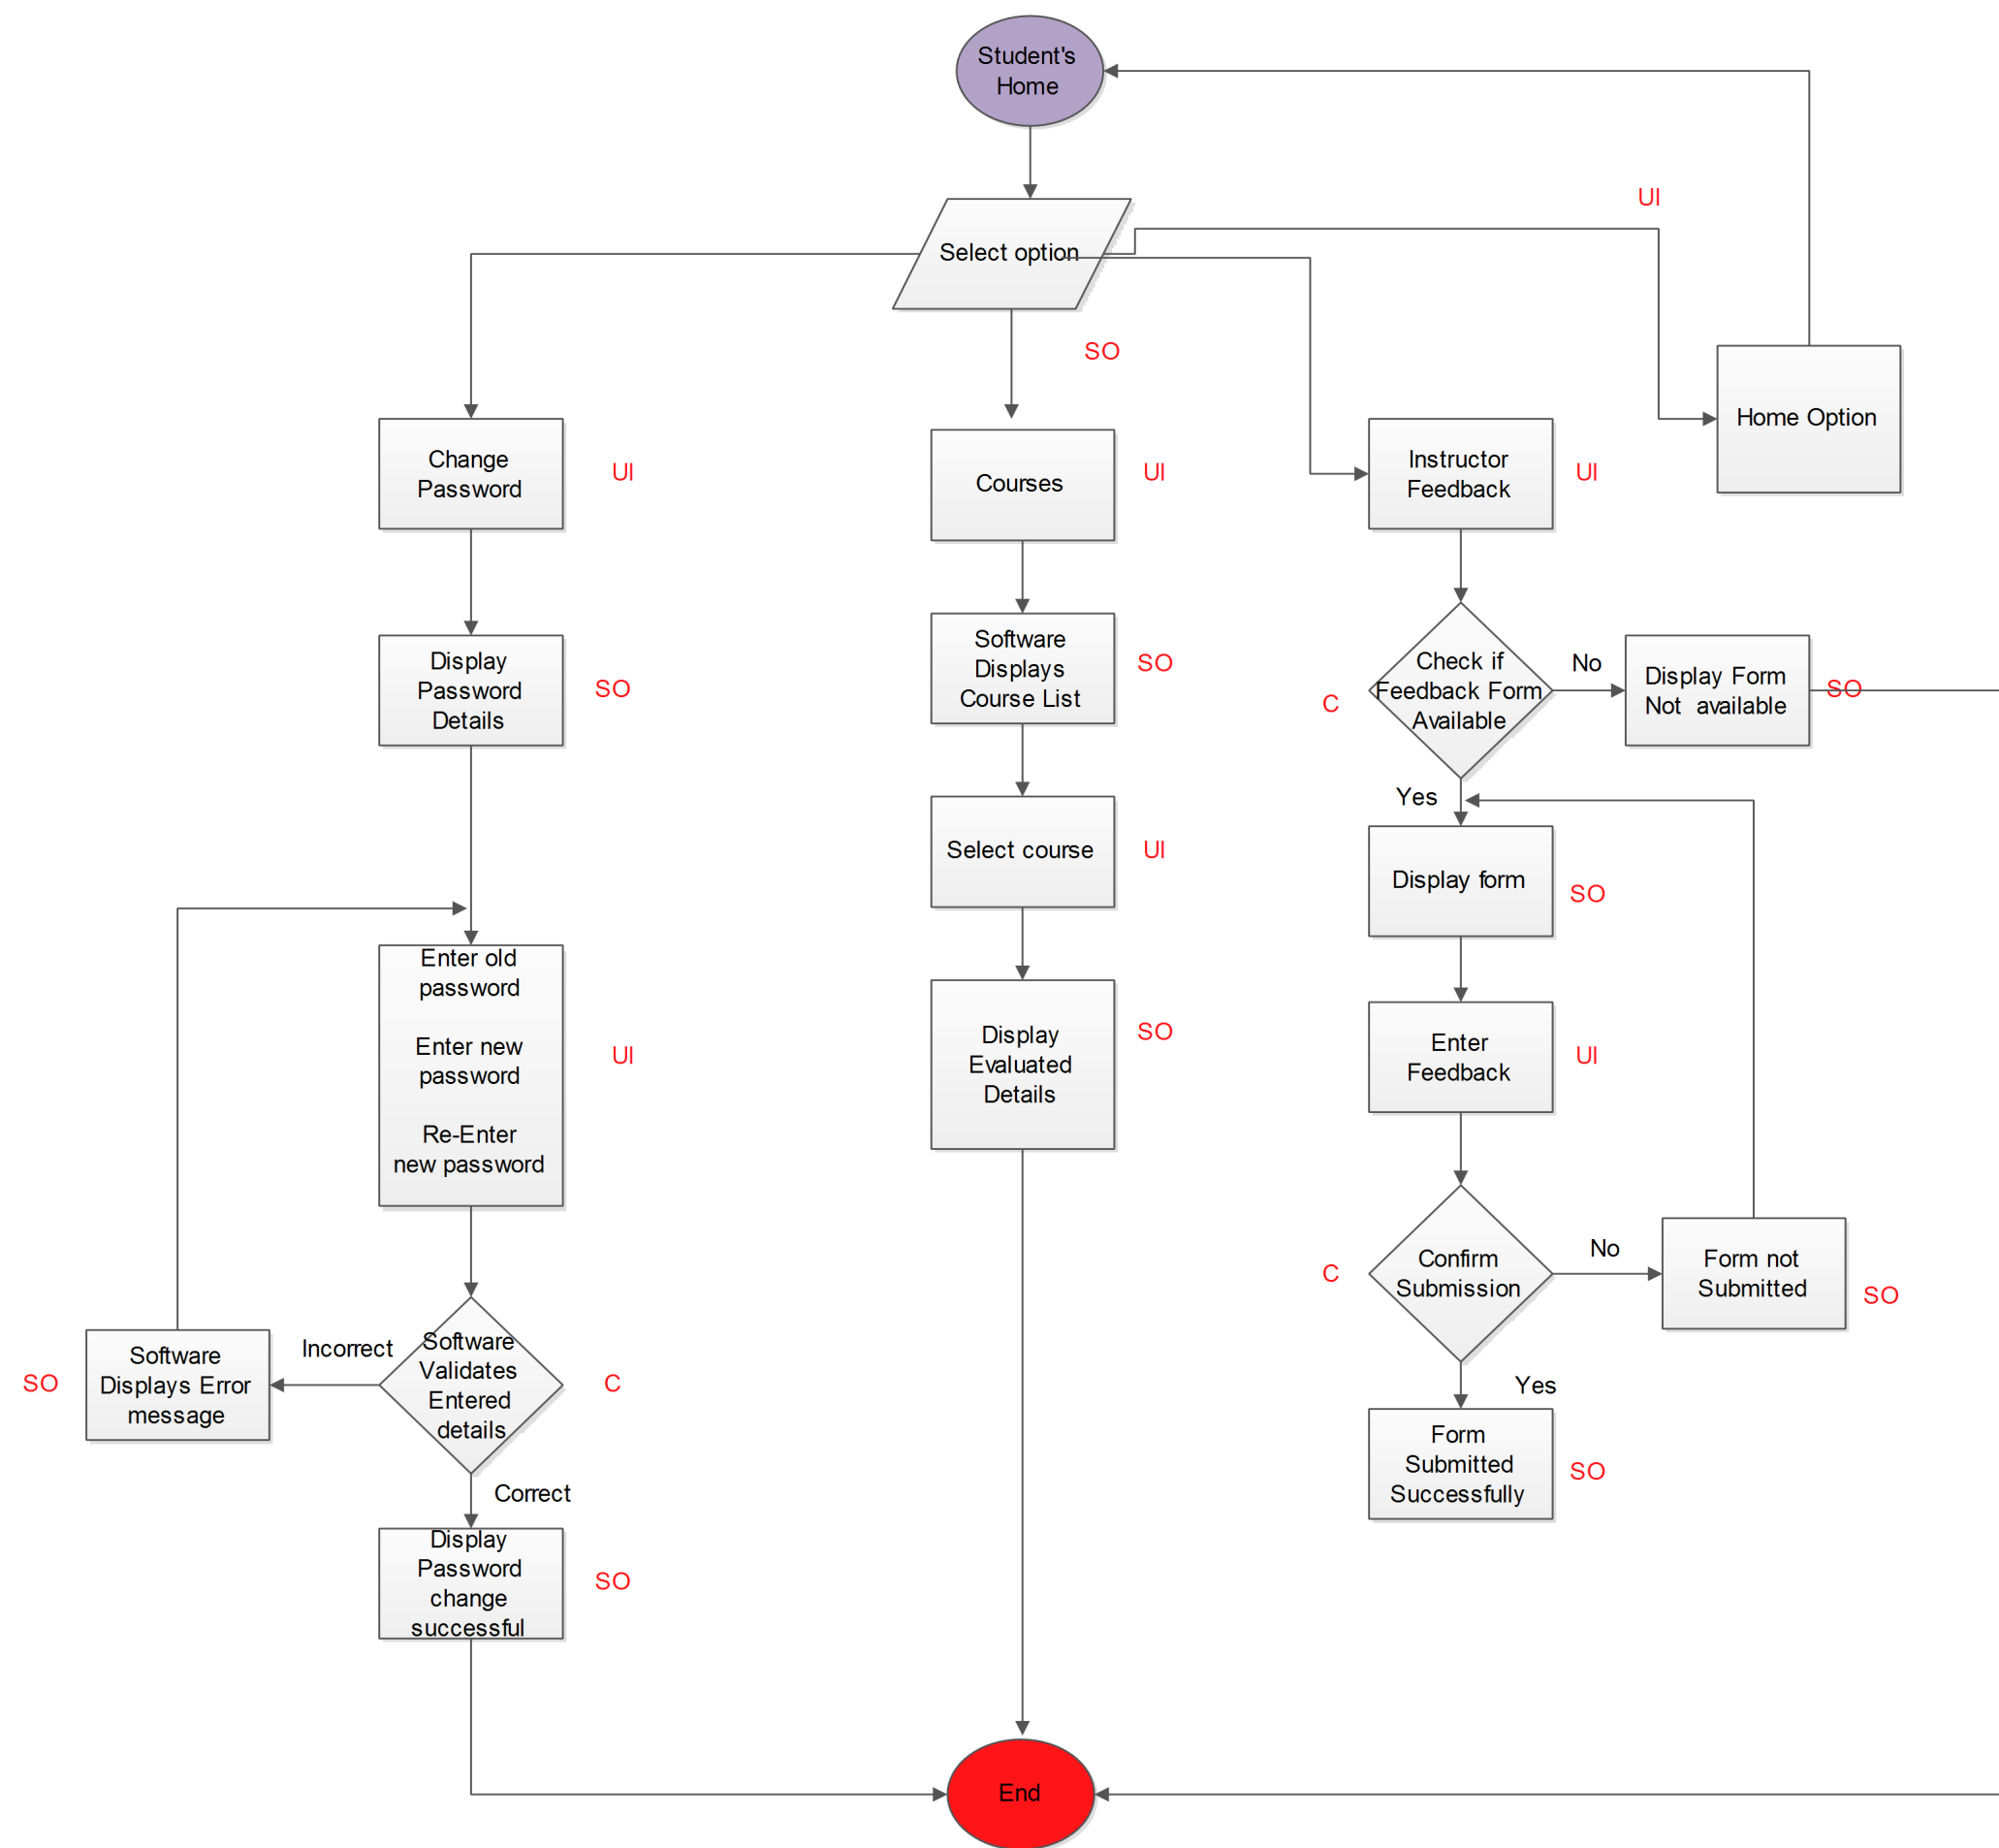 Student's
Home
UI
Select option
SO
Change
Password
UI
Courses
UI
Instructor
Feedback
UI
Home Option
Display
Password
Details
SO
Software
Displays
Course List
SO
Check if
Feedback Form
Available
C
No
Display Form
Not  available
SO
Yes
Select course
UI
Display form
SO
Enter old
password
Enter new
password
Re-Enter
new password
UI
Display
Evaluated
Details
SO
Enter
Feedback
UI
Confirm
Submission
C
No
Form not
Submitted
SO
Software
Displays Error
message
SO
Incorrect
Software
Validates
Entered
details
C
Yes
Form
Submitted
Successfully
SO
Correct
Display
Password
change
successful
SO
End